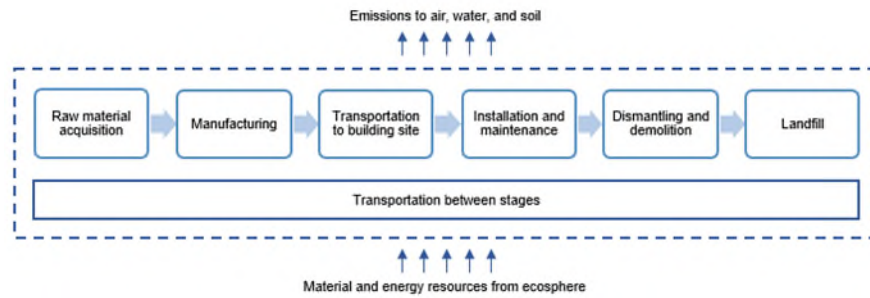 Emissions to air, water, and soil
Raw material
acquisition
Manufacturing
Transportation
to building site
Installation and
maintenance
Dismantling and
demolition
Landfill
Transportation between stages
Material and energy resources from ecosphere